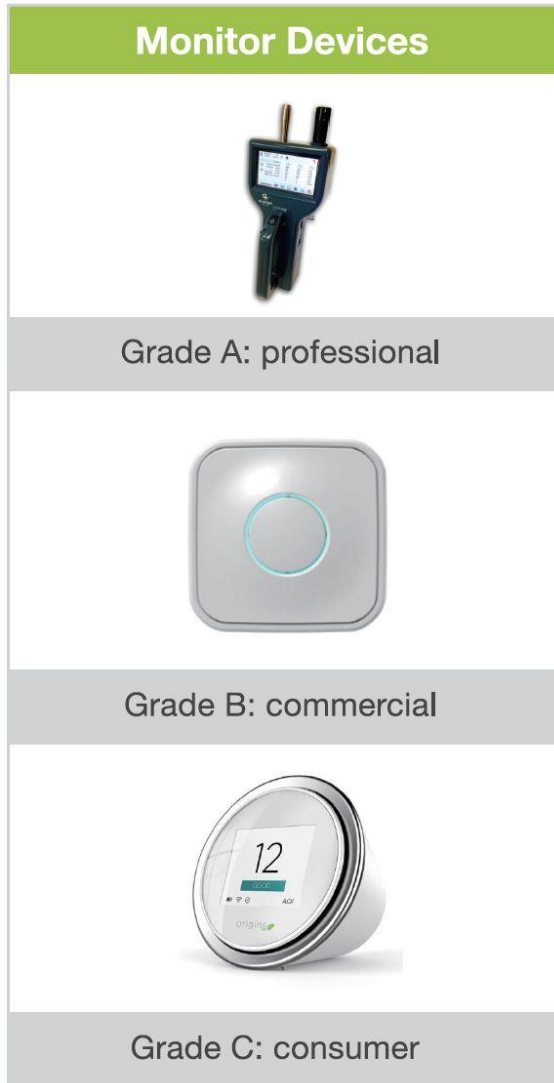 Monitor Devices
Grade A: professional
Grade B: commercial
12
GOOD
AQI
origins
Grade C: consumer